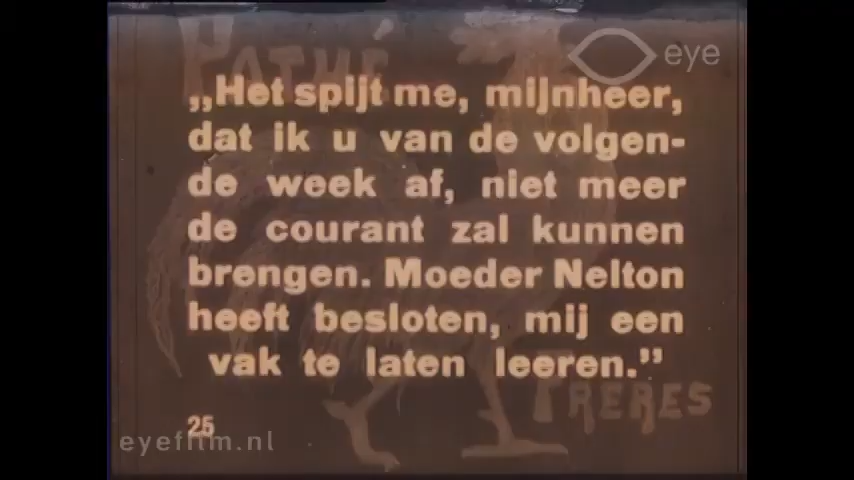 PATHÉ
eye
„Het spijt me, mijnheer,
dat ik u van de volgen-
de week af, niet meer
de courant zal kunnen
brengen. Moeder Nelton
heeft besloten, mij een
vak te laten leeren.”
FRERES
25
eyefilm.nl